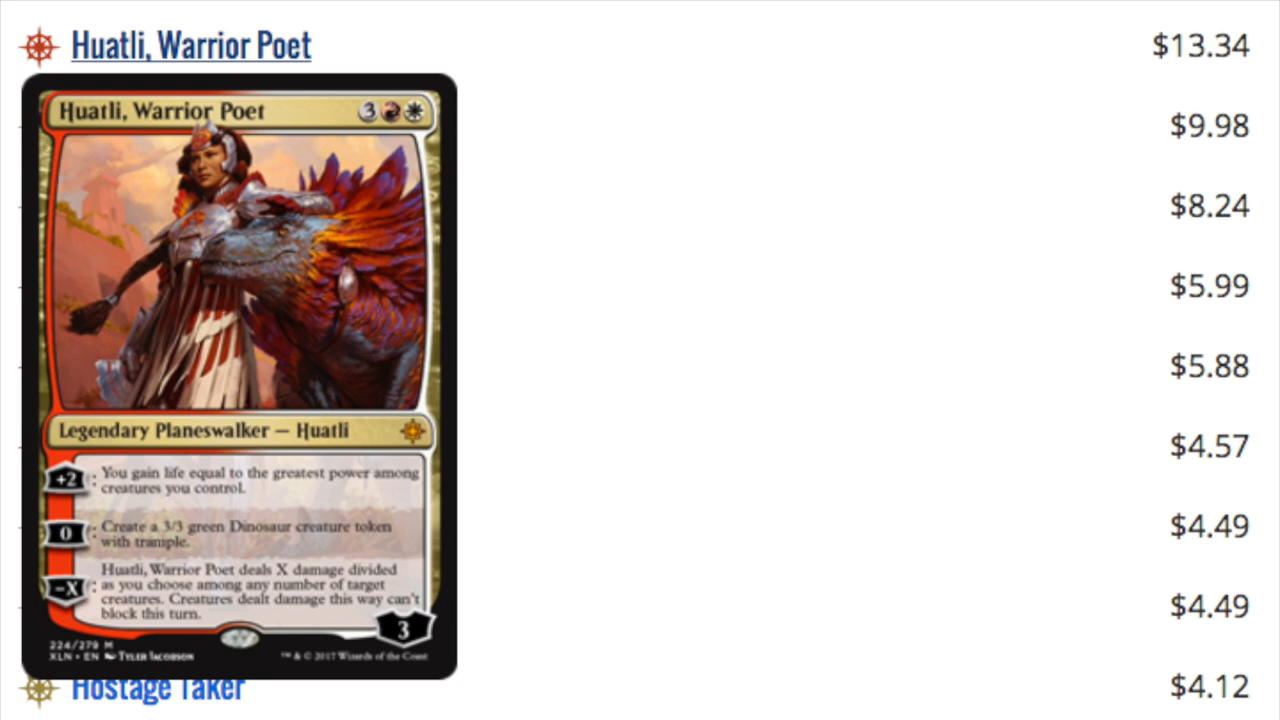 Huatli, Warrior Poet $13.34
Huatli, Warrior Poet 3
$9.98
$8.24
$5.99
$5.88
Legendary Planeswalker — Huatli
$4.57
+2: You gain life equal to the greatest power among
creatures you control.
0: Create a 3/3 green Dinosaur creature token
with trample.
$4.49
-X: Huatli, Warrior Poet deals X damage divided
as you choose among any number of target
creatures. Creatures dealt damage this way can't
block this turn.
$4.49
3
224/279 M
XLN • EN Tyler Jacobson ™ & © 2017 Wizards of the Coast
Hostage Taker $4.12